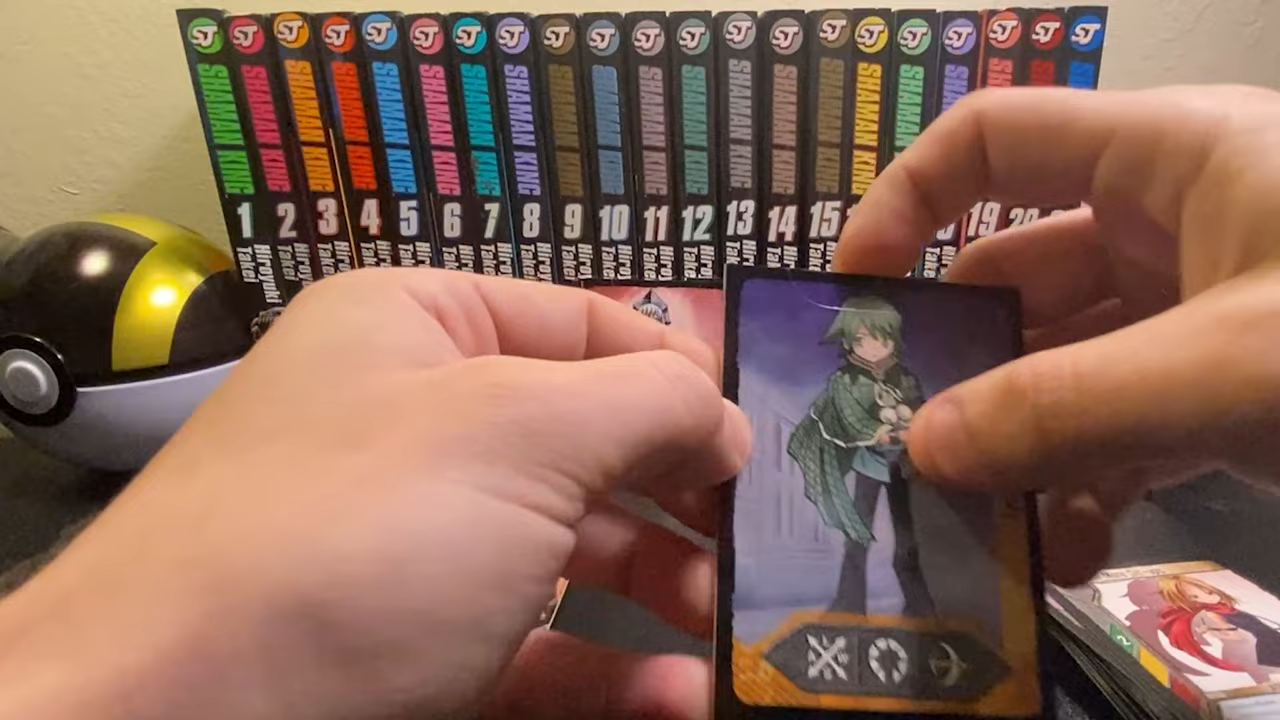 SJ SHAMAN KING 1 Hiroyuki Takei
SJ SHAMAN KING 2
SJ SHAMAN KING 3
SJ SHAMAN KING 4
SJ SHAMAN KING 5
SJ SHAMAN KING 6
SJ SHAMAN KING 7
SJ SHAMAN KING 8
SJ SHAMAN KING 9
SJ SHAMAN KING 10
SJ SHAMAN KING 11
SJ SHAMAN KING 12
SJ SHAMAN KING 13
SJ SHAMAN KING 14
SJ SHAMAN KING 15
SJ SHAMAN KING
SJ SHAMAN KING
SJ
SJ 19
SJ 20
SJ
2